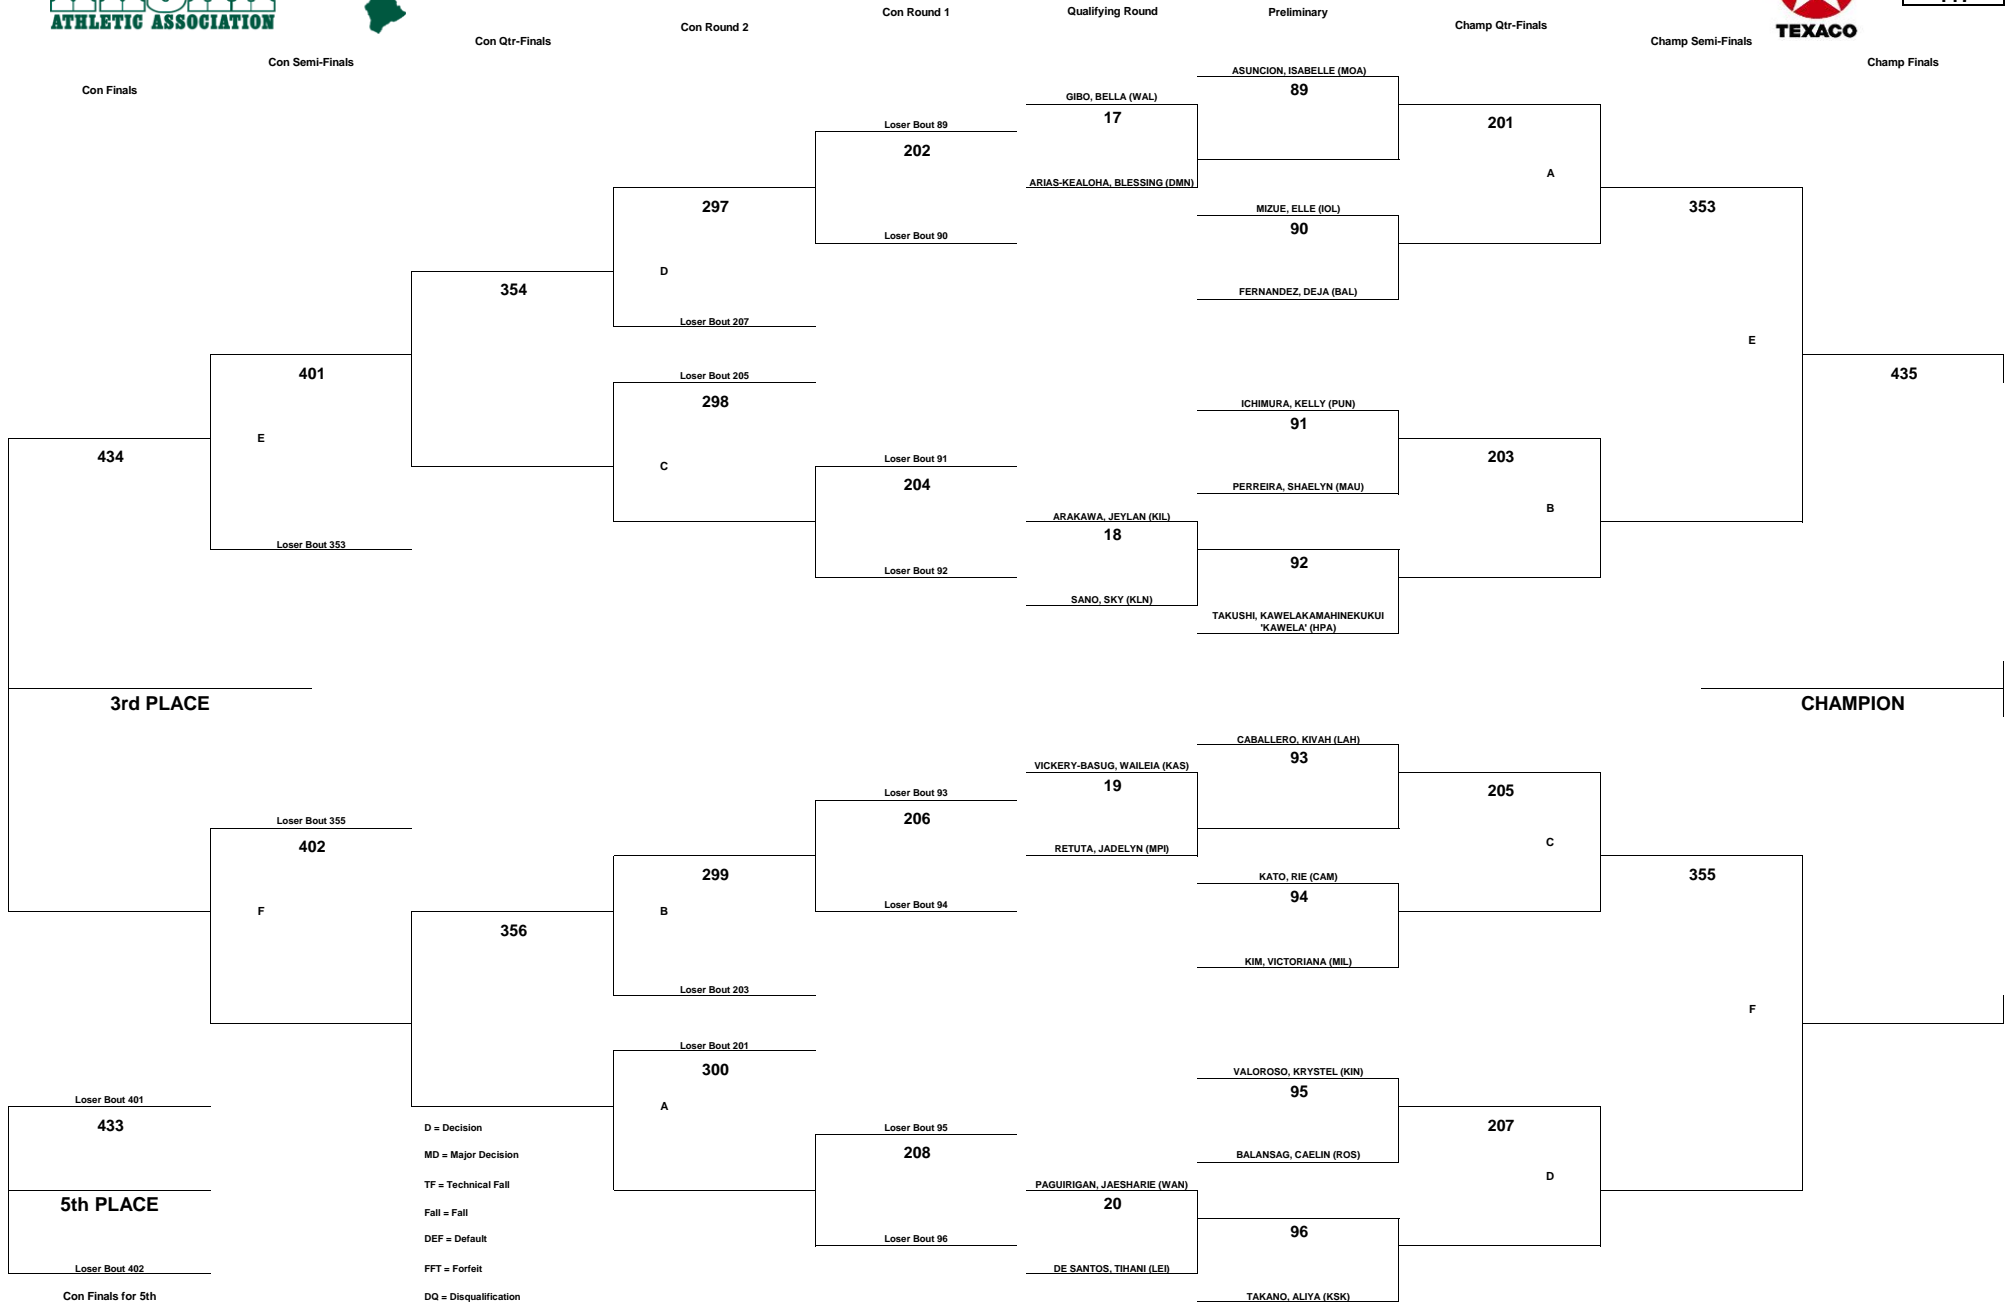 ATHLETIC ASSOCIATION
TEXACO
Con Finals
Con Semi-Finals
Con Qtr-Finals
Con Round 2
Con Round 1
Qualifying Round
Preliminary
Champ Qtr-Finals
Champ Semi-Finals
Champ Finals
ASUNCION, ISABELLE (MOA)
89
GIBO, BELLA (WAL)
17
ARIAS-KEALOHA, BLESSING (DMN)
MIZUE, ELLE (IOL)
90
FERNANDEZ, DEJA (BAL)
201
A
353
Loser Bout 89
202
Loser Bout 90
297
D
Loser Bout 207
354
401
E
Loser Bout 353
434
Loser Bout 205
298
C
Loser Bout 91
204
Loser Bout 92
ICHIMURA, KELLY (PUN)
91
PERREIRA, SHAELYN (MAU)
ARAKAWA, JEYLAN (KIL)
18
SANO, SKY (KLN)
92
TAKUSHI, KAWELAKAMAHINEKUKUI
'KAWELA' (HPA)
203
B
E
435
3rd PLACE
CHAMPION
CABALLERO, KIVAH (LAH)
93
VICKERY-BASUG, WAILEIA (KAS)
19
RETUTA, JADELYN (MPI)
KATO, RIE (CAM)
94
KIM, VICTORIANA (MIL)
205
C
355
Loser Bout 93
206
Loser Bout 94
299
B
Loser Bout 203
Loser Bout 355
402
F
356
Loser Bout 201
300
A
Loser Bout 95
208
Loser Bout 96
VALOROSO, KRYSTEL (KIN)
95
BALANSAG, CAELIN (ROS)
PAGUIRIGAN, JAESHARIE (WAN)
20
DE SANTOS, TIHANI (LEI)
96
TAKANO, ALIYA (KSK)
207
D
F
Loser Bout 401
433
5th PLACE
Loser Bout 402
Con Finals for 5th
D = Decision
MD = Major Decision
TF = Technical Fall
Fall = Fall
DEF = Default
FFT = Forfeit
DQ = Disqualification